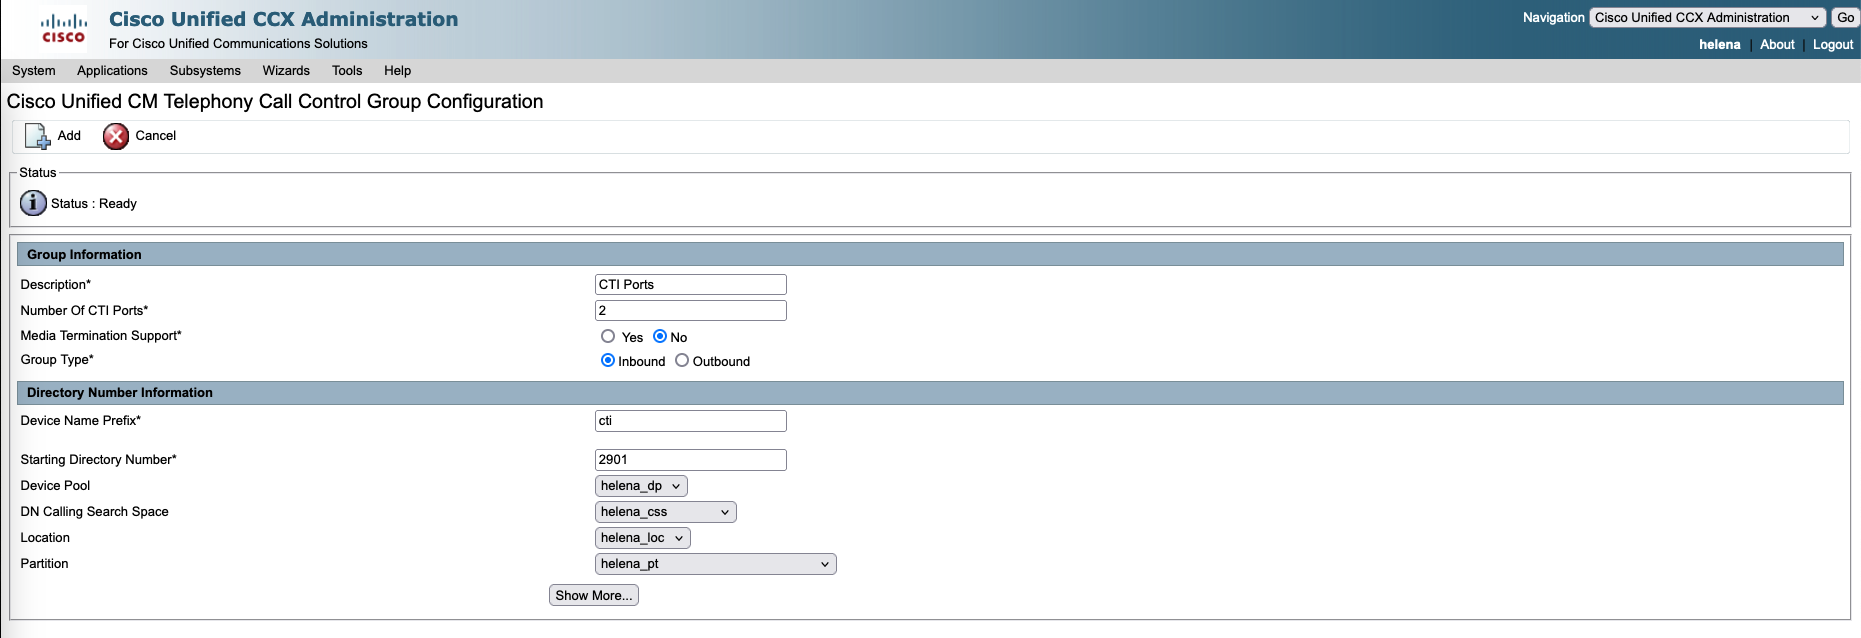 Cisco Unified CCX Administration
For Cisco Unified Communications Solutions
CISCO
Navigation Cisco Unified CCX Administration Go
helena | About | Logout
System Applications Subsystems Wizards Tools Help
Cisco Unified CM Telephony Call Control Group Configuration
Add Cancel
Status
Status : Ready
Group Information
Description* CTI Ports
Number Of CTI Ports* 2
Media Termination Support* Yes No
Group Type* Inbound Outbound
Directory Number Information
Device Name Prefix* cti
Starting Directory Number* 2901
Device Pool helena_dp
DN Calling Search Space helena_css
Location helena_loc
Partition helena_pt
Show More...